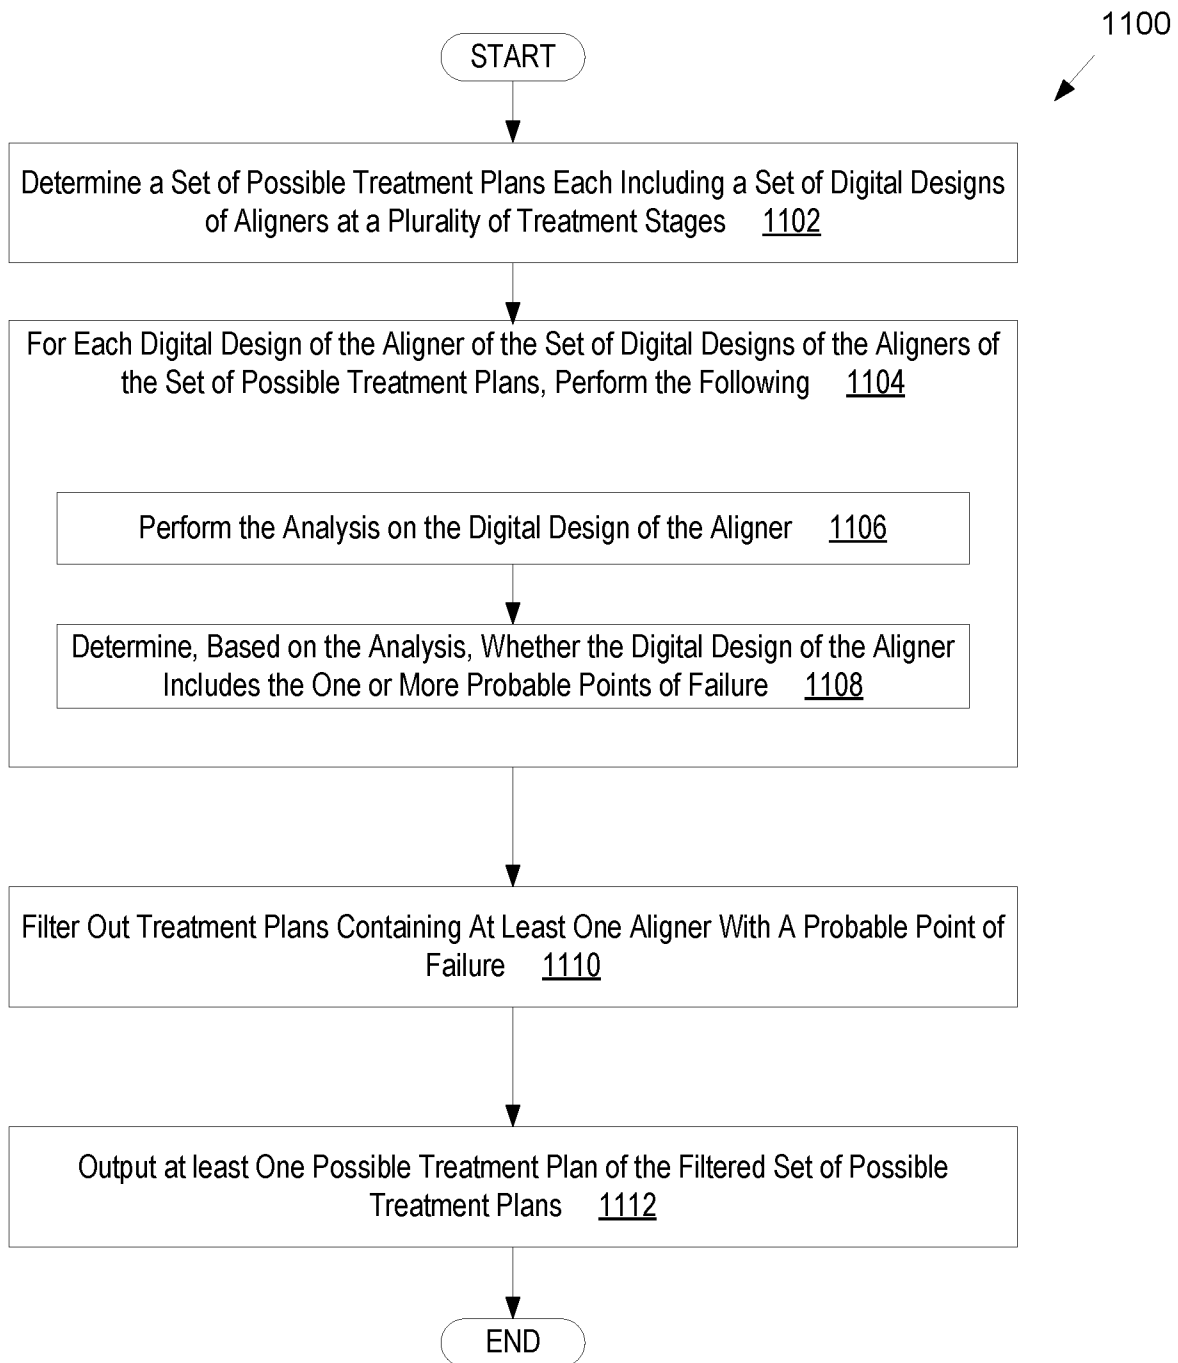 1100
START
Determine a Set of Possible Treatment Plans Each Including a Set of Digital Designs
of Aligners at a Plurality of Treatment Stages 1102
For Each Digital Design of the Aligner of the Set of Digital Designs of the Aligners of
the Set of Possible Treatment Plans, Perform the Following 1104
Perform the Analysis on the Digital Design of the Aligner 1106
Determine, Based on the Analysis, Whether the Digital Design of the Aligner
Includes the One or More Probable Points of Failure 1108
Filter Out Treatment Plans Containing At Least One Aligner With A Probable Point of
Failure 1110
Output at least One Possible Treatment Plan of the Filtered Set of Possible
Treatment Plans 1112
END